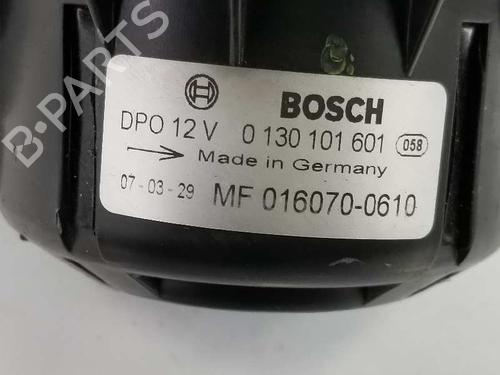 BOSCH
DPO 12 V 0 130 101 601 058
Made in Germany
07-03-29 MF 016070-0610
B-PARTS